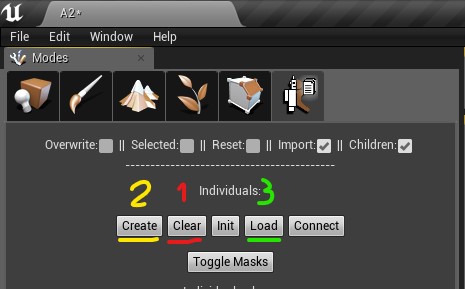 A2*
File Edit Window Help
Modes
Overwrite: || Selected: || Reset: || Import: || Children:
-----------------------------------------
2 1 Individuals: 3
Create Clear Init Load Connect
Toggle Masks